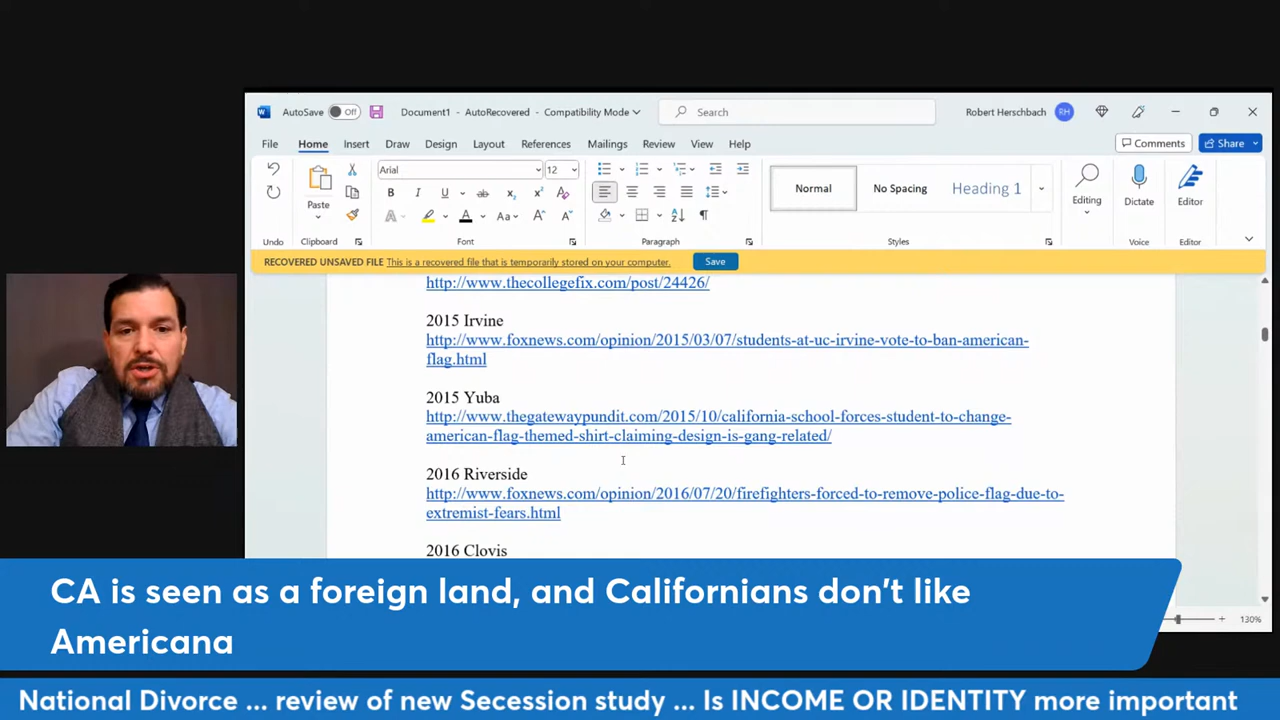 AutoSave Off Document1 - AutoRecovered - Compatibility Mode Search Robert Herschbach RH
File Home Insert Draw Design Layout References Mailings Review View Help Comments Share
Arial 12
Paste
B I U ab x₂ x²
A A Aa A A
Normal No Spacing Heading 1
Editing Dictate Editor
Undo Clipboard Font Paragraph Styles Voice Editor
RECOVERED UNSAVED FILE This is a recovered file that is temporarily stored on your computer. Save
http://www.thecollegefix.com/post/24426/
2015 Irvine
http://www.foxnews.com/opinion/2015/03/07/students-at-uc-irvine-vote-to-ban-american-
flag.html
2015 Yuba
http://www.thegatewaypundit.com/2015/10/california-school-forces-student-to-change-
american-flag-themed-shirt-claiming-design-is-gang-related/
2016 Riverside
http://www.foxnews.com/opinion/2016/07/20/firefighters-forced-to-remove-police-flag-due-to-
extremist-fears.html
2016 Clovis
130%
CA is seen as a foreign land, and Californians don't like
Americana
National Divorce ... review of new Secession study ... Is INCOME OR IDENTITY more important